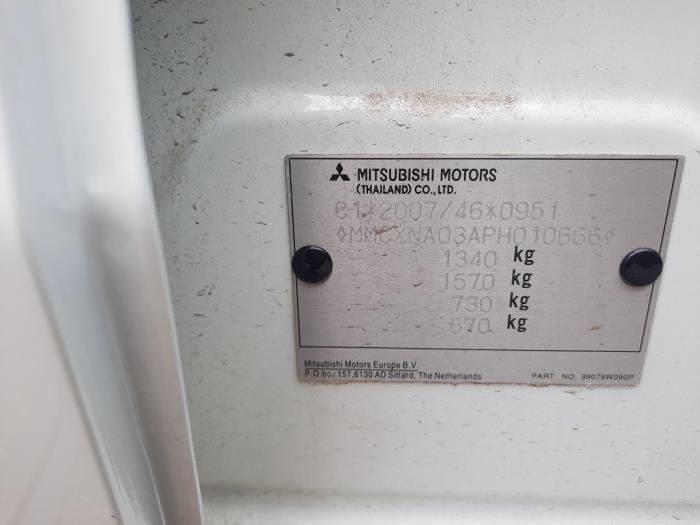 MITSUBISHI MOTORS
(THAILAND) CO., LTD.
e1*2007/46*0951
◊MMCXNA03APH010666◊
1340 kg
1570 kg
730 kg
670 kg
Mitsubishi Motors Europe B.V.
P.O.box 157,6130 AD Sittard, The Netherlands
PART NO. 99079W090P